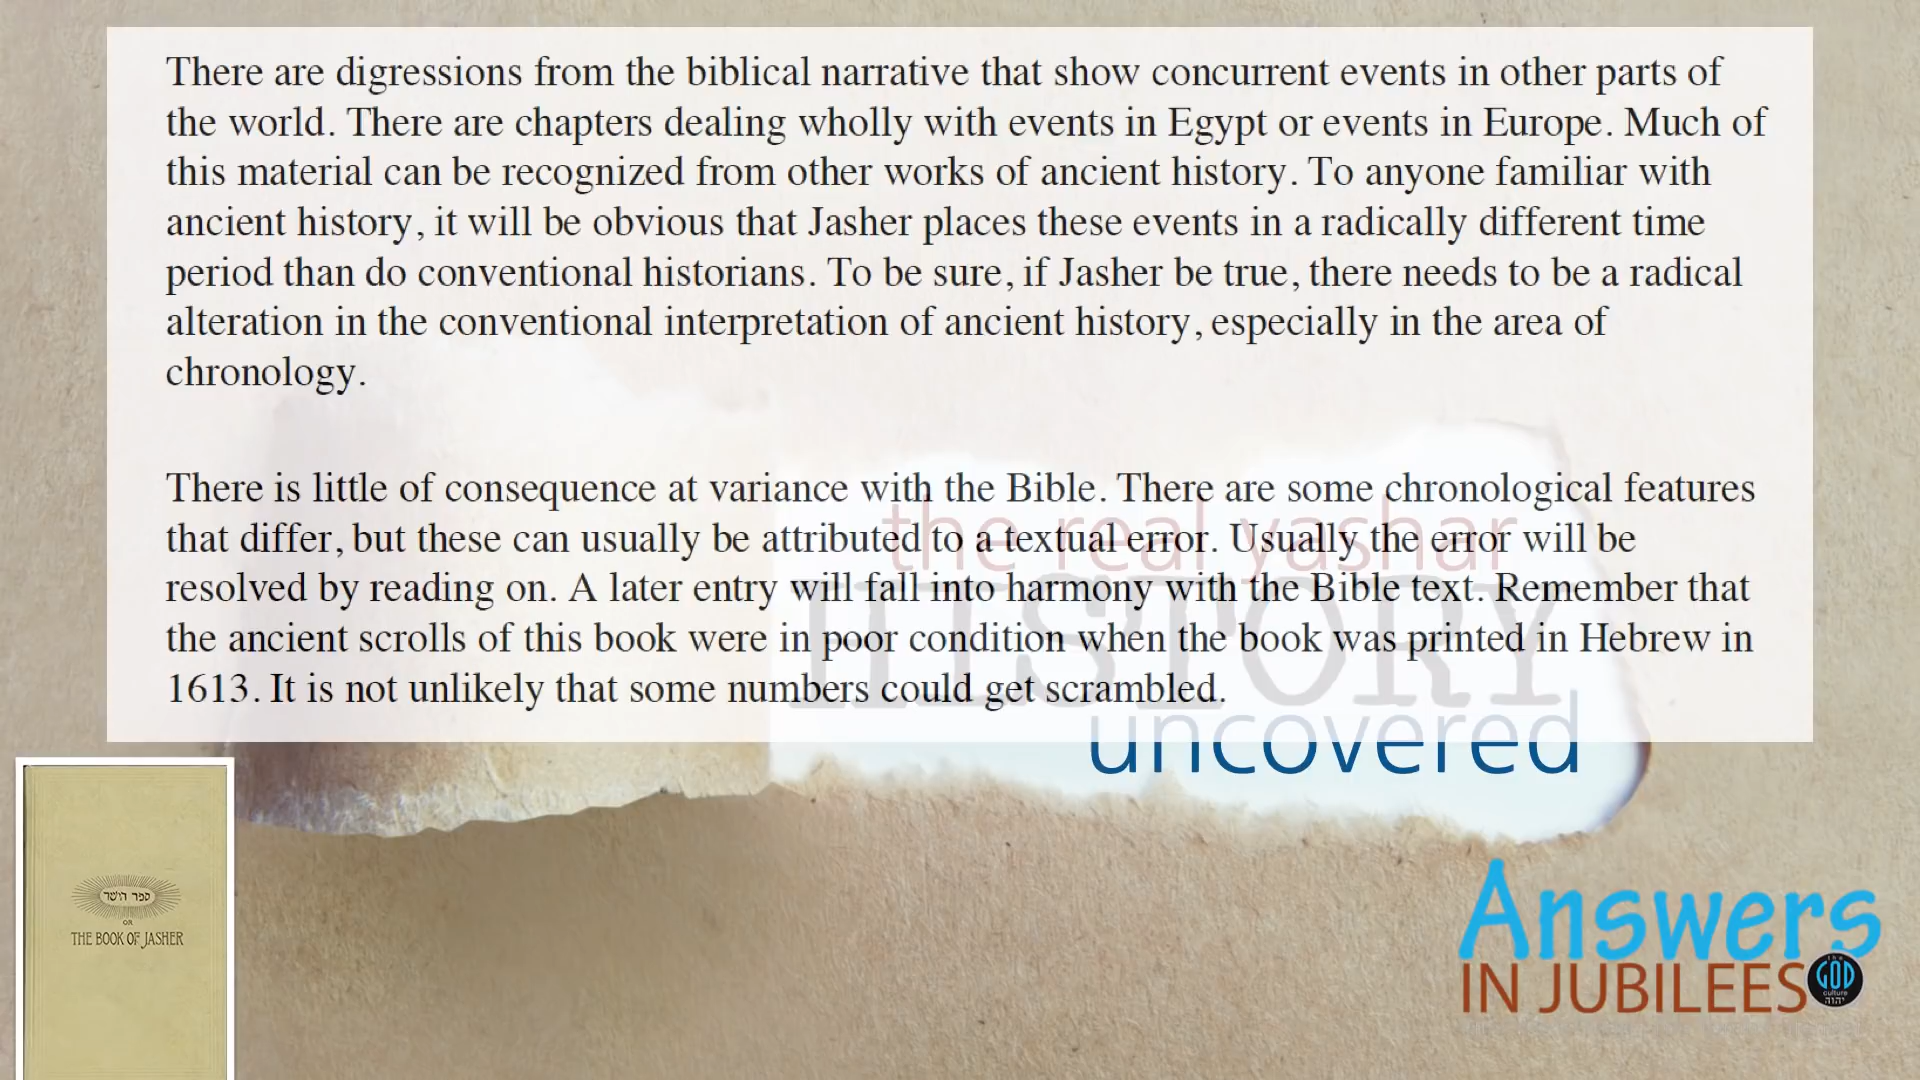 There are digressions from the biblical narrative that show concurrent events in other parts of
the world. There are chapters dealing wholly with events in Egypt or events in Europe. Much of
this material can be recognized from other works of ancient history. To anyone familiar with
ancient history, it will be obvious that Jasher places these events in a radically different time
period than do conventional historians. To be sure, if Jasher be true, there needs to be a radical
alteration in the conventional interpretation of ancient history, especially in the area of
chronology.
There is little of consequence at variance with the Bible. There are some chronological features
that differ, but these can usually be attributed to a textual error. Usually the error will be
resolved by reading on. A later entry will fall into harmony with the Bible text. Remember that
the ancient scrolls of this book were in poor condition when the book was printed in Hebrew in
1613. It is not unlikely that some numbers could get scrambled.
the real yashar
HISTORY
uncovered
ספר הישר
OR
THE BOOK OF JASHER
Answers
IN JUBILEES
the
GOD
culture
יהוה